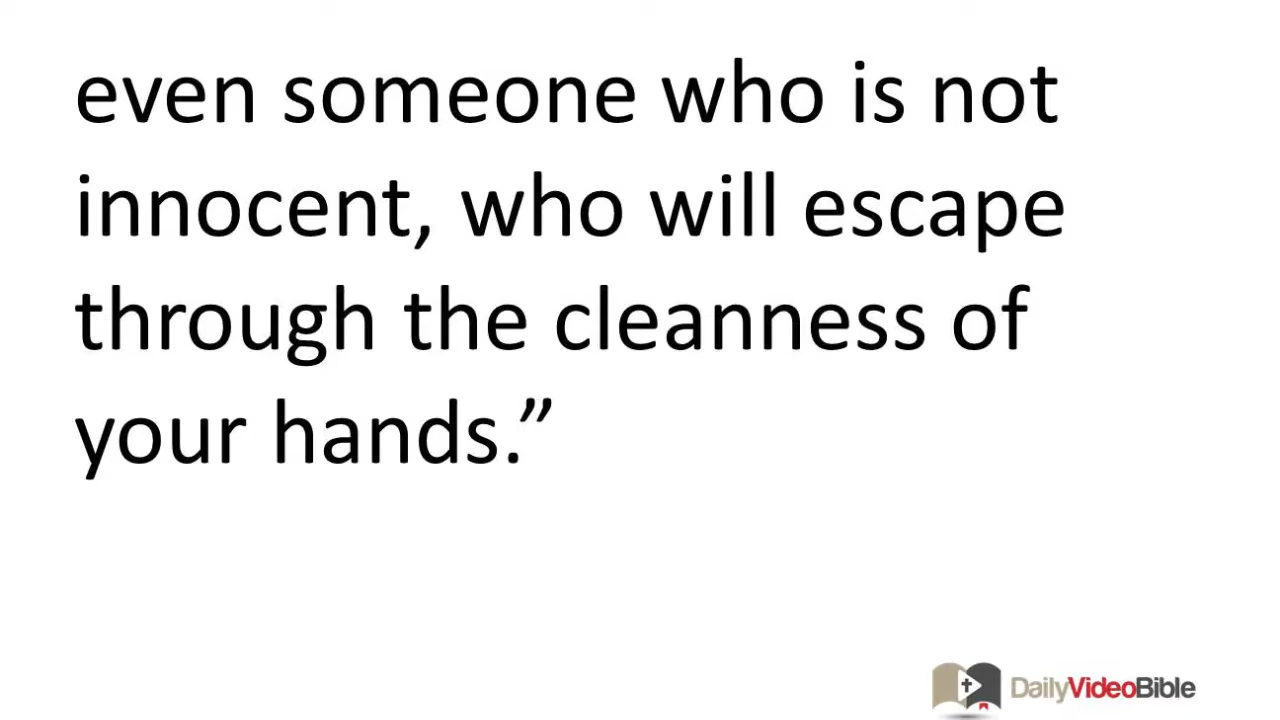 even someone who is not
innocent, who will escape
through the cleanness of
your hands.”
DailyVideoBible